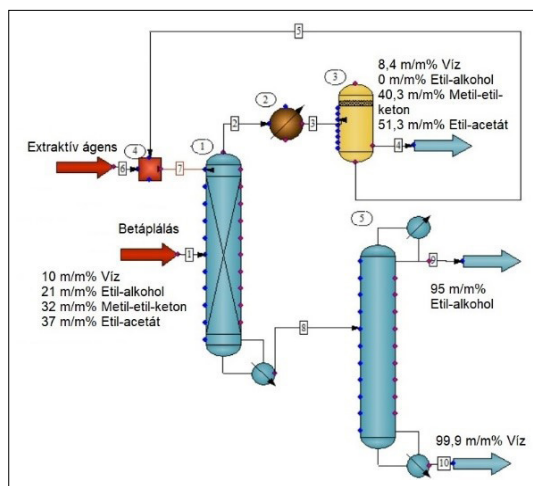 5
8,4 m/m% Víz
0 m/m% Etil-alkohol
40,3 m/m% Metil-etil-
keton
51,3 m/m% Etil-acetát
3
2
2
3
4
1
4
Extraktív ágens
6
7
5
Betáplálás
1
10 m/m% Víz
21 m/m% Etil-alkohol
32 m/m% Metil-etil-keton
37 m/m% Etil-acetát
9
95 m/m%
Etil-alkohol
8
99,9 m/m% Víz
10